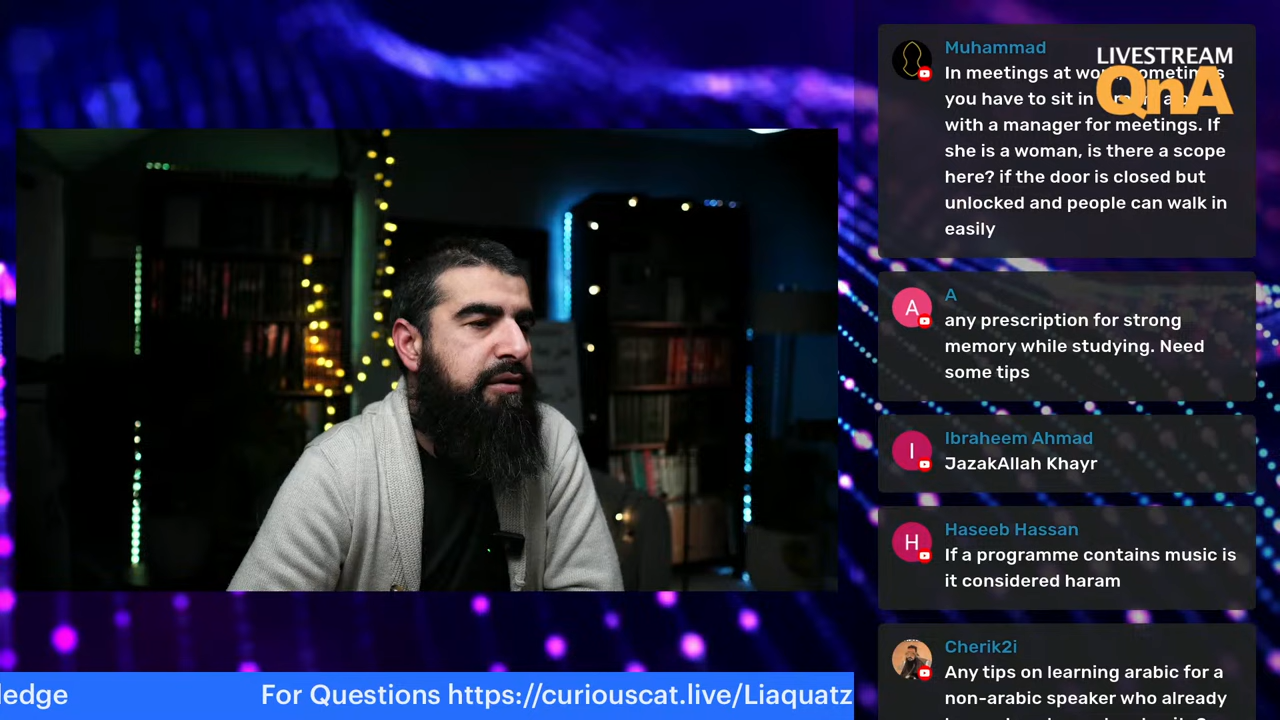 Muhammad
LIVESTREAM
QnA
In meetings at
you have to sit in
with a manager for meetings. If
she is a woman, is there a scope
here? if the door is closed but
unlocked and people can walk in
easily
A
A
any prescription for strong
memory while studying. Need
some tips
I
Ibraheem Ahmad
JazakAllah Khayr
H
Haseeb Hassan
If a programme contains music is
it considered haram
Cherik2i
Any tips on learning arabic for a
non-arabic speaker who already
ledge
For Questions https://curiouscat.live/Liaquatz